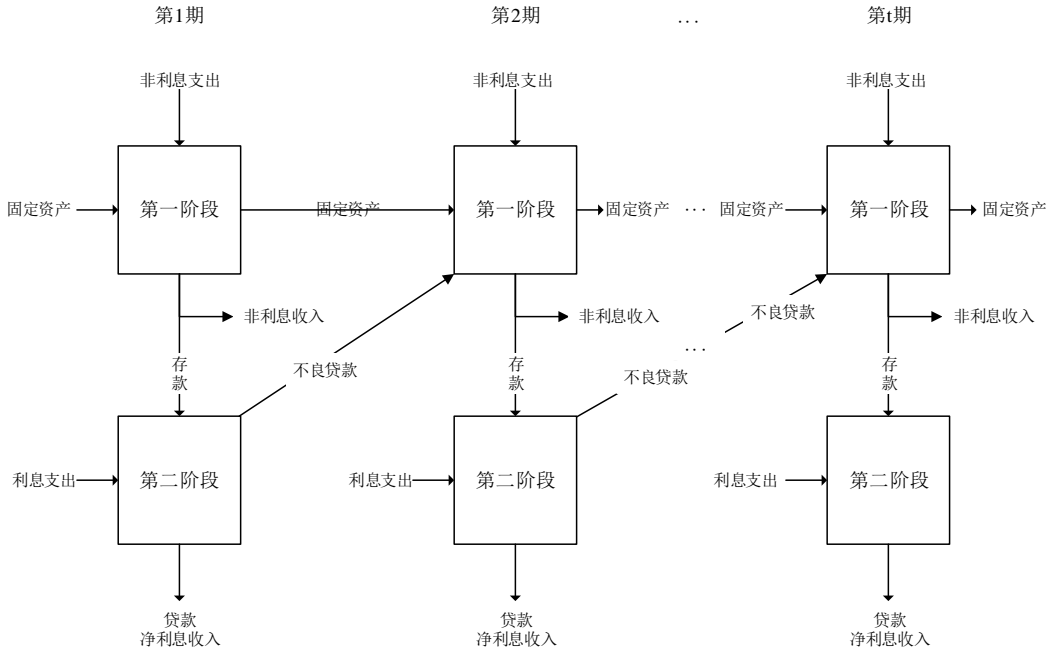 第1期
第2期
...
第t期
非利息支出
非利息支出
非利息支出
固定资产
第一阶段
固定资产
第一阶段
固定资产
...
固定资产
第一阶段
固定资产
非利息收入
非利息收入
不良贷款
非利息收入
存
款
不良贷款
存
款
不良贷款
...
存
款
利息支出
第二阶段
利息支出
第二阶段
利息支出
第二阶段
贷款
净利息收入
贷款
净利息收入
贷款
净利息收入